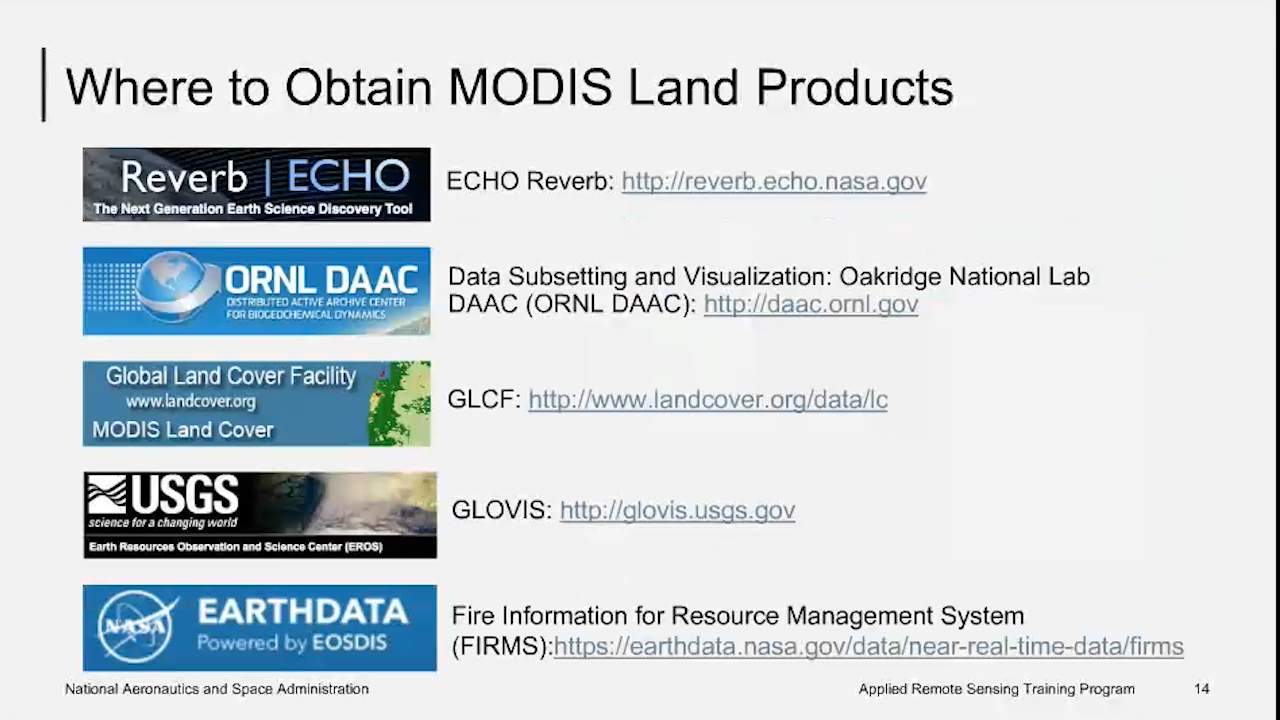 Where to Obtain MODIS Land Products
Reverb | ECHO
The Next Generation Earth Science Discovery Tool
ECHO Reverb: http://reverb.echo.nasa.gov
ORNL DAAC
DISTRIBUTED ACTIVE ARCHIVE CENTER
FOR BIOGEOCHEMICAL DYNAMICS
Data Subsetting and Visualization: Oakridge National Lab
DAAC (ORNL DAAC): http://daac.ornl.gov
Global Land Cover Facility
www.landcover.org
MODIS Land Cover
GLCF: http://www.landcover.org/data/lc
USGS
science for a changing world
Earth Resources Observation and Science Center (EROS)
GLOVIS: http://glovis.usgs.gov
NASA
EARTHDATA
Powered by EOSDIS
Fire Information for Resource Management System
(FIRMS):https://earthdata.nasa.gov/data/near-real-time-data/firms
National Aeronautics and Space Administration
Applied Remote Sensing Training Program
14